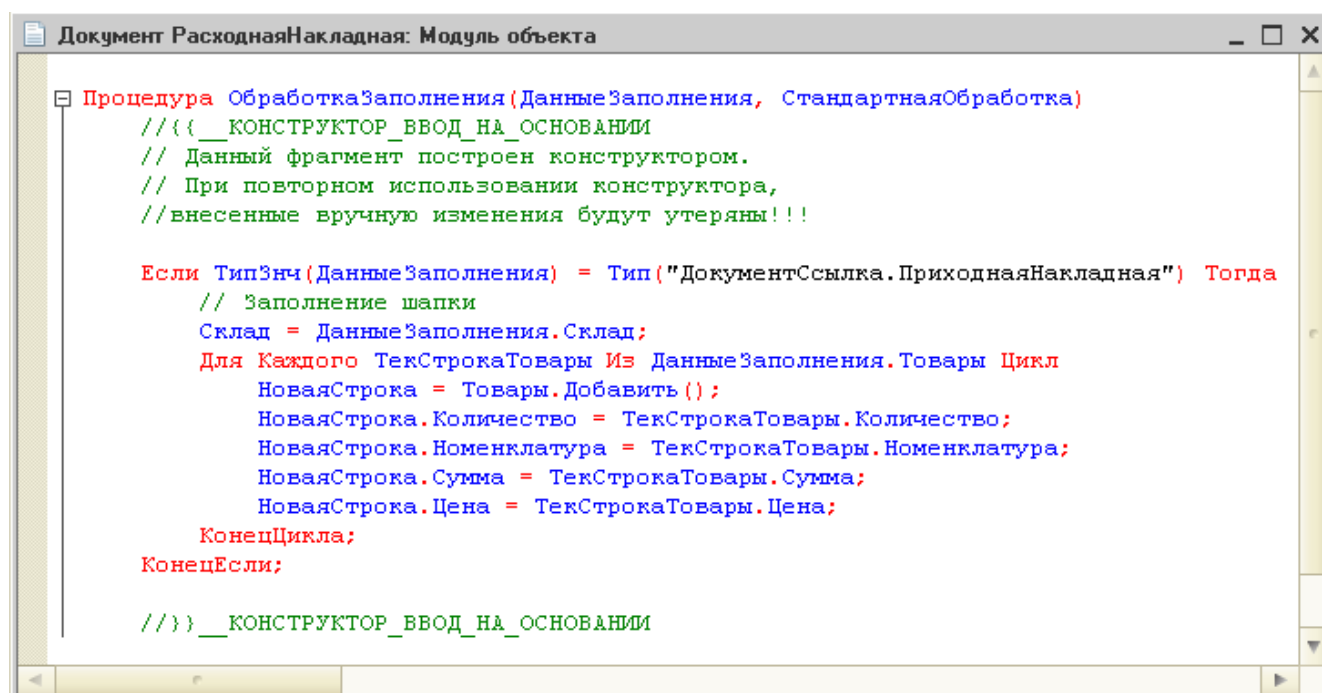 Документ РасходнаяНакладная: Модуль объекта
Процедура ОбработкаЗаполнения(ДанныеЗаполнения, СтандартнаяОбработка)
//{{__КОНСТРУКТОР_ВВОД_НА_ОСНОВАНИИ
// Данный фрагмент построен конструктором.
// При повторном использовании конструктора,
//внесенные вручную изменения будут утеряны!!!
Если ТипЗнч(ДанныеЗаполнения) = Тип("ДокументСсылка.ПриходнаяНакладная") Тогда
// Заполнение шапки
Склад = ДанныеЗаполнения.Склад;
Для Каждого ТекСтрокаТовары Из ДанныеЗаполнения.Товары Цикл
НоваяСтрока = Товары.Добавить();
НоваяСтрока.Количество = ТекСтрокаТовары.Количество;
НоваяСтрока.Номенклатура = ТекСтрокаТовары.Номенклатура;
НоваяСтрока.Сумма = ТекСтрокаТовары.Сумма;
НоваяСтрока.Цена = ТекСтрокаТовары.Цена;
КонецЦикла;
КонецЕсли;
//}}__КОНСТРУКТОР_ВВОД_НА_ОСНОВАНИИ